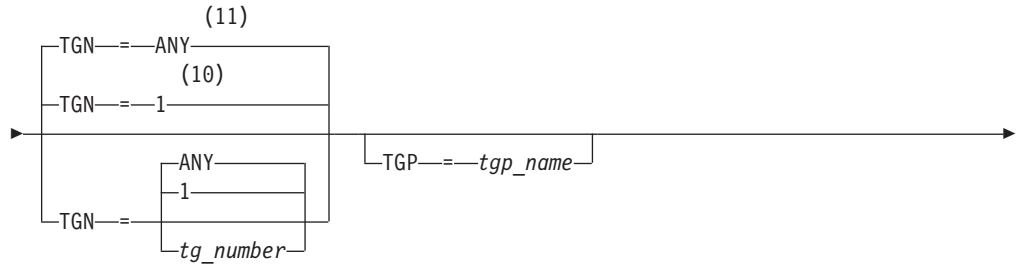 (11)
TGN = ANY
(10)
TGN = 1
ANY
TGP = tgp_name
1
TGN =
tg_number